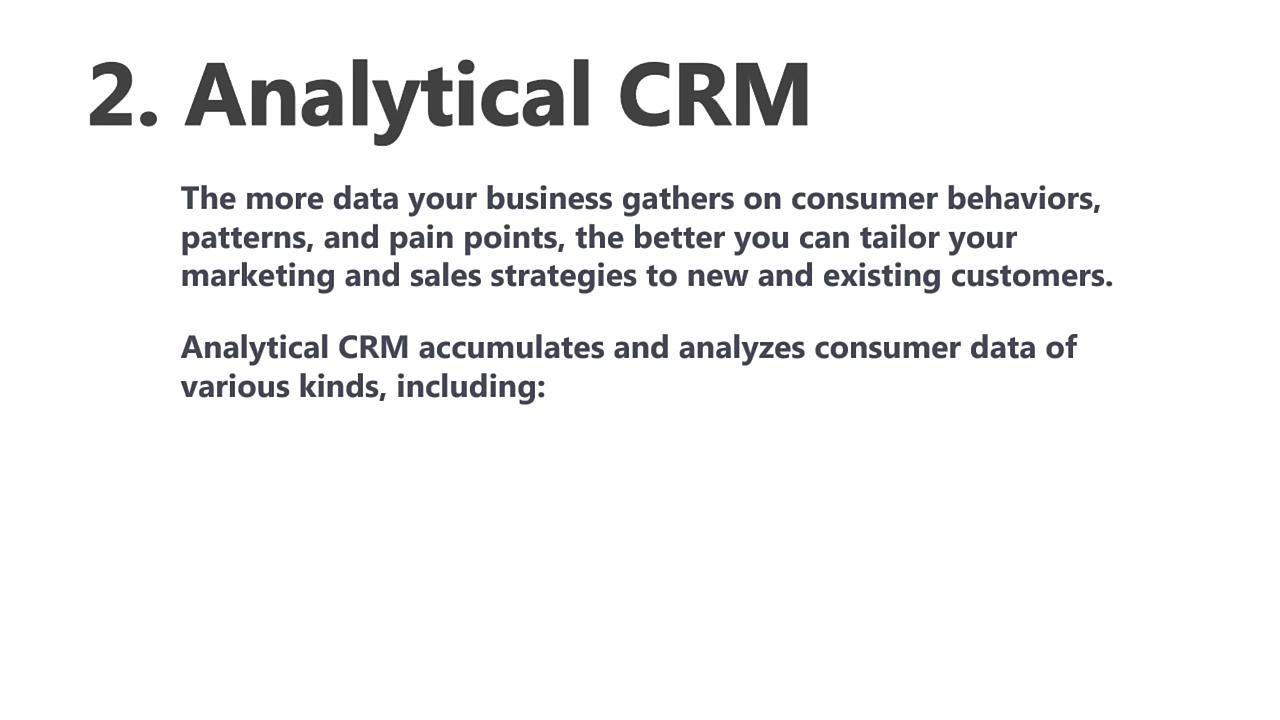 2. Analytical CRM
The more data your business gathers on consumer behaviors,
patterns, and pain points, the better you can tailor your
marketing and sales strategies to new and existing customers.
Analytical CRM accumulates and analyzes consumer data of
various kinds, including: